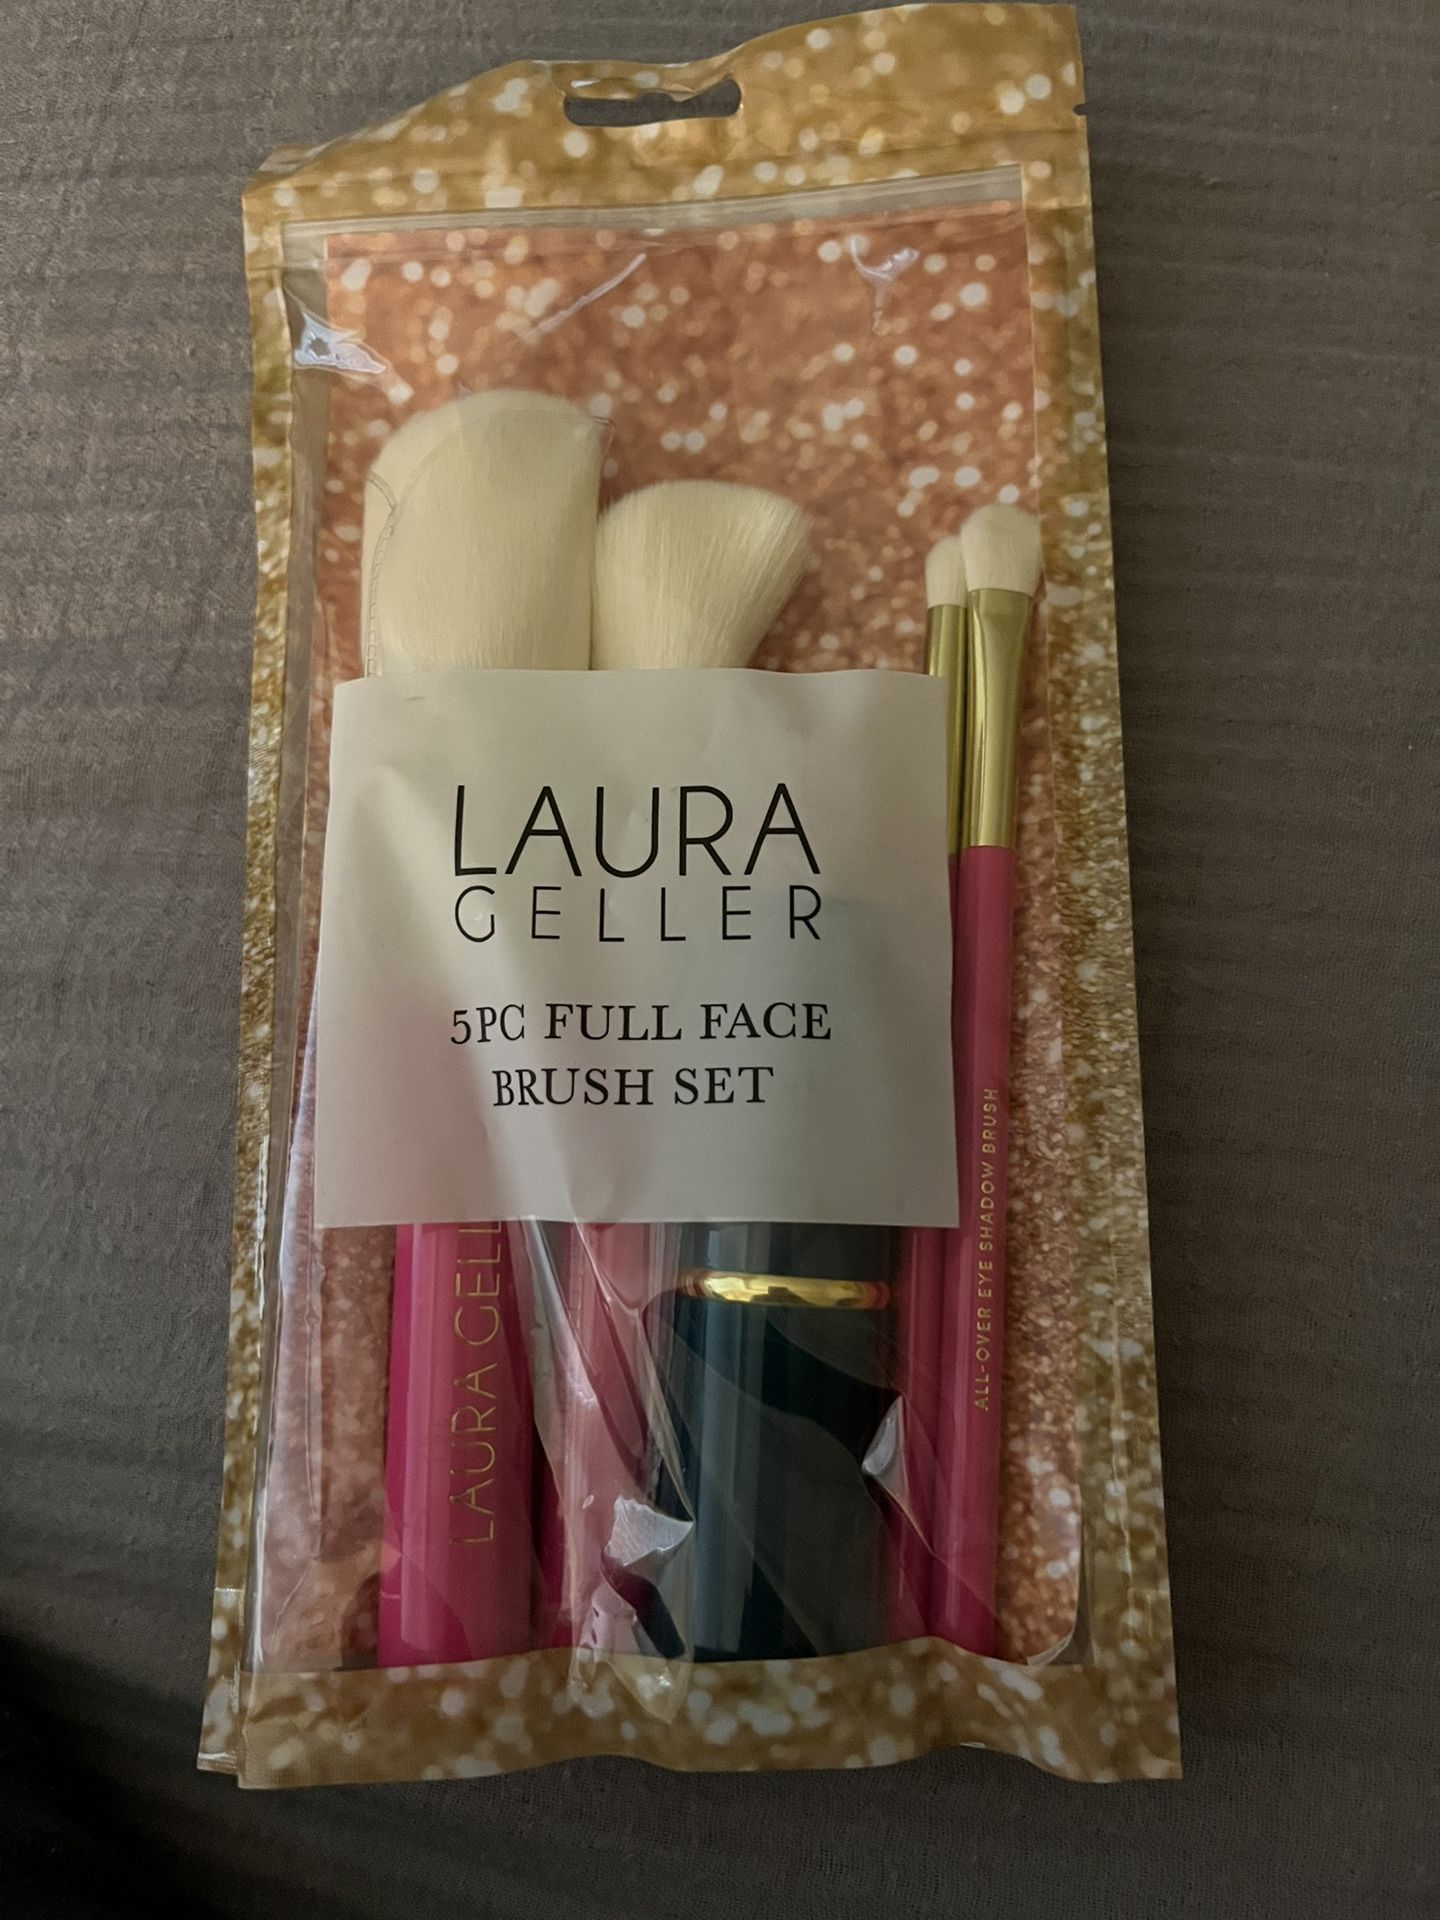 LAURA
GELLER
5PC FULL FACE
BRUSH SET
LAURA GELL
ALL-OVER EYE SHADOW BRUSH